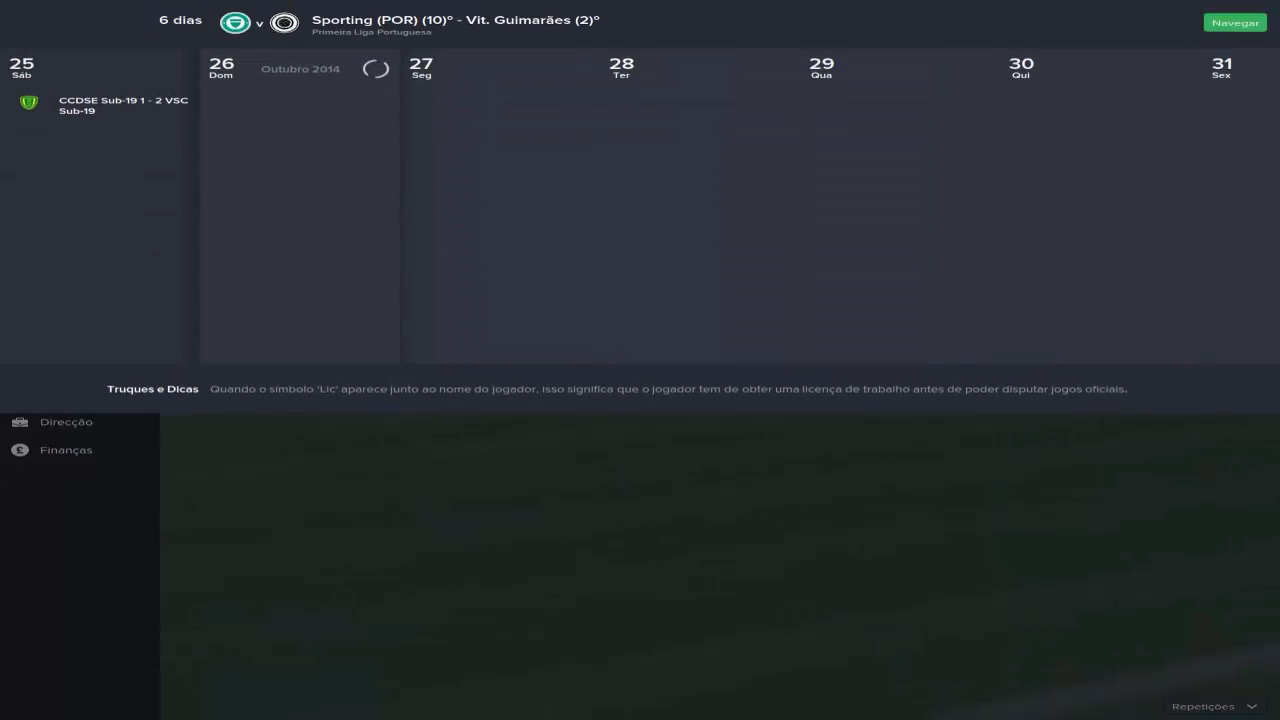 6 dias
v
Sporting (POR) (10)º - Vit. Guimarães (2)º
Primeira Liga Portuguesa
Navegar
25
Sáb
26
Dom
Outubro 2014
27
Seg
28
Ter
29
Qua
30
Qui
31
Sex
CCDSE Sub-19 1 - 2 VSC
Sub-19
Truques e Dicas Quando o símbolo 'Lic' aparece junto ao nome do jogador, isso significa que o jogador tem de obter uma licença de trabalho antes de poder disputar jogos oficiais.
Direcção
£ Finanças
Repetições